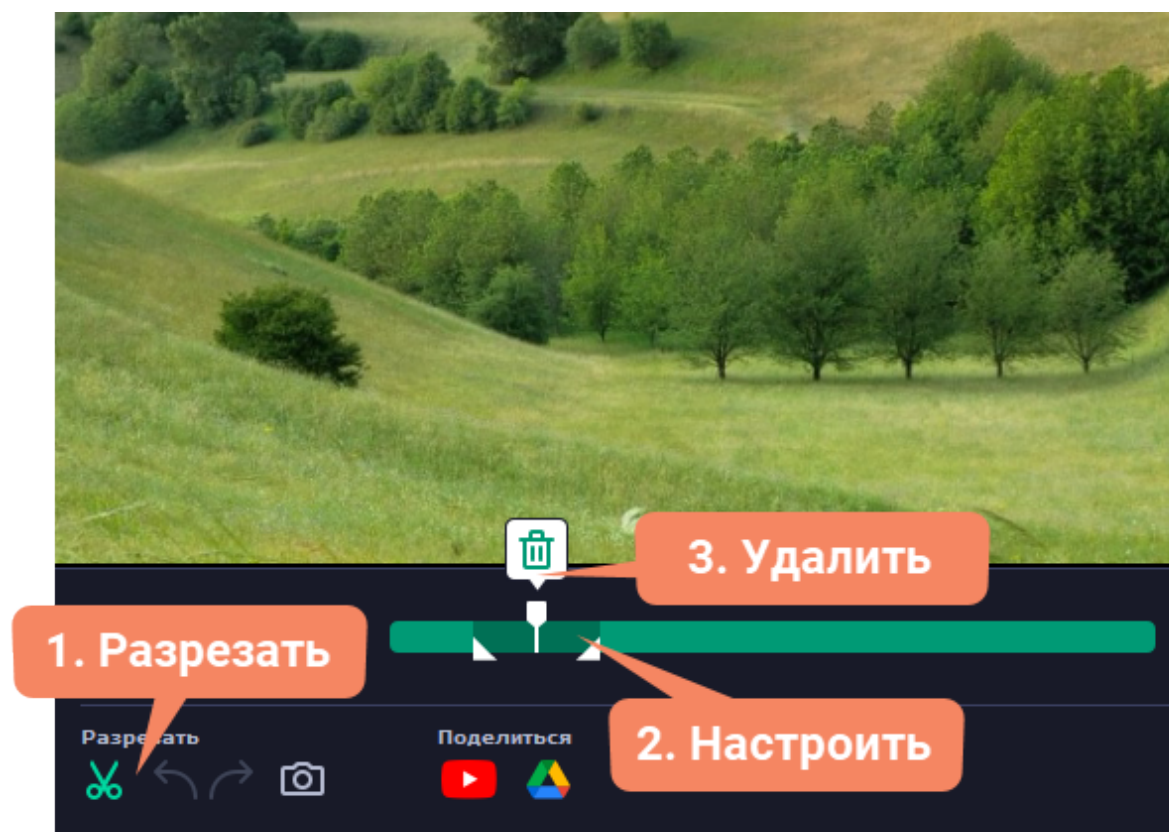 3. Удалить
1. Разрезать
2. Настроить
Разрезать
Поделиться